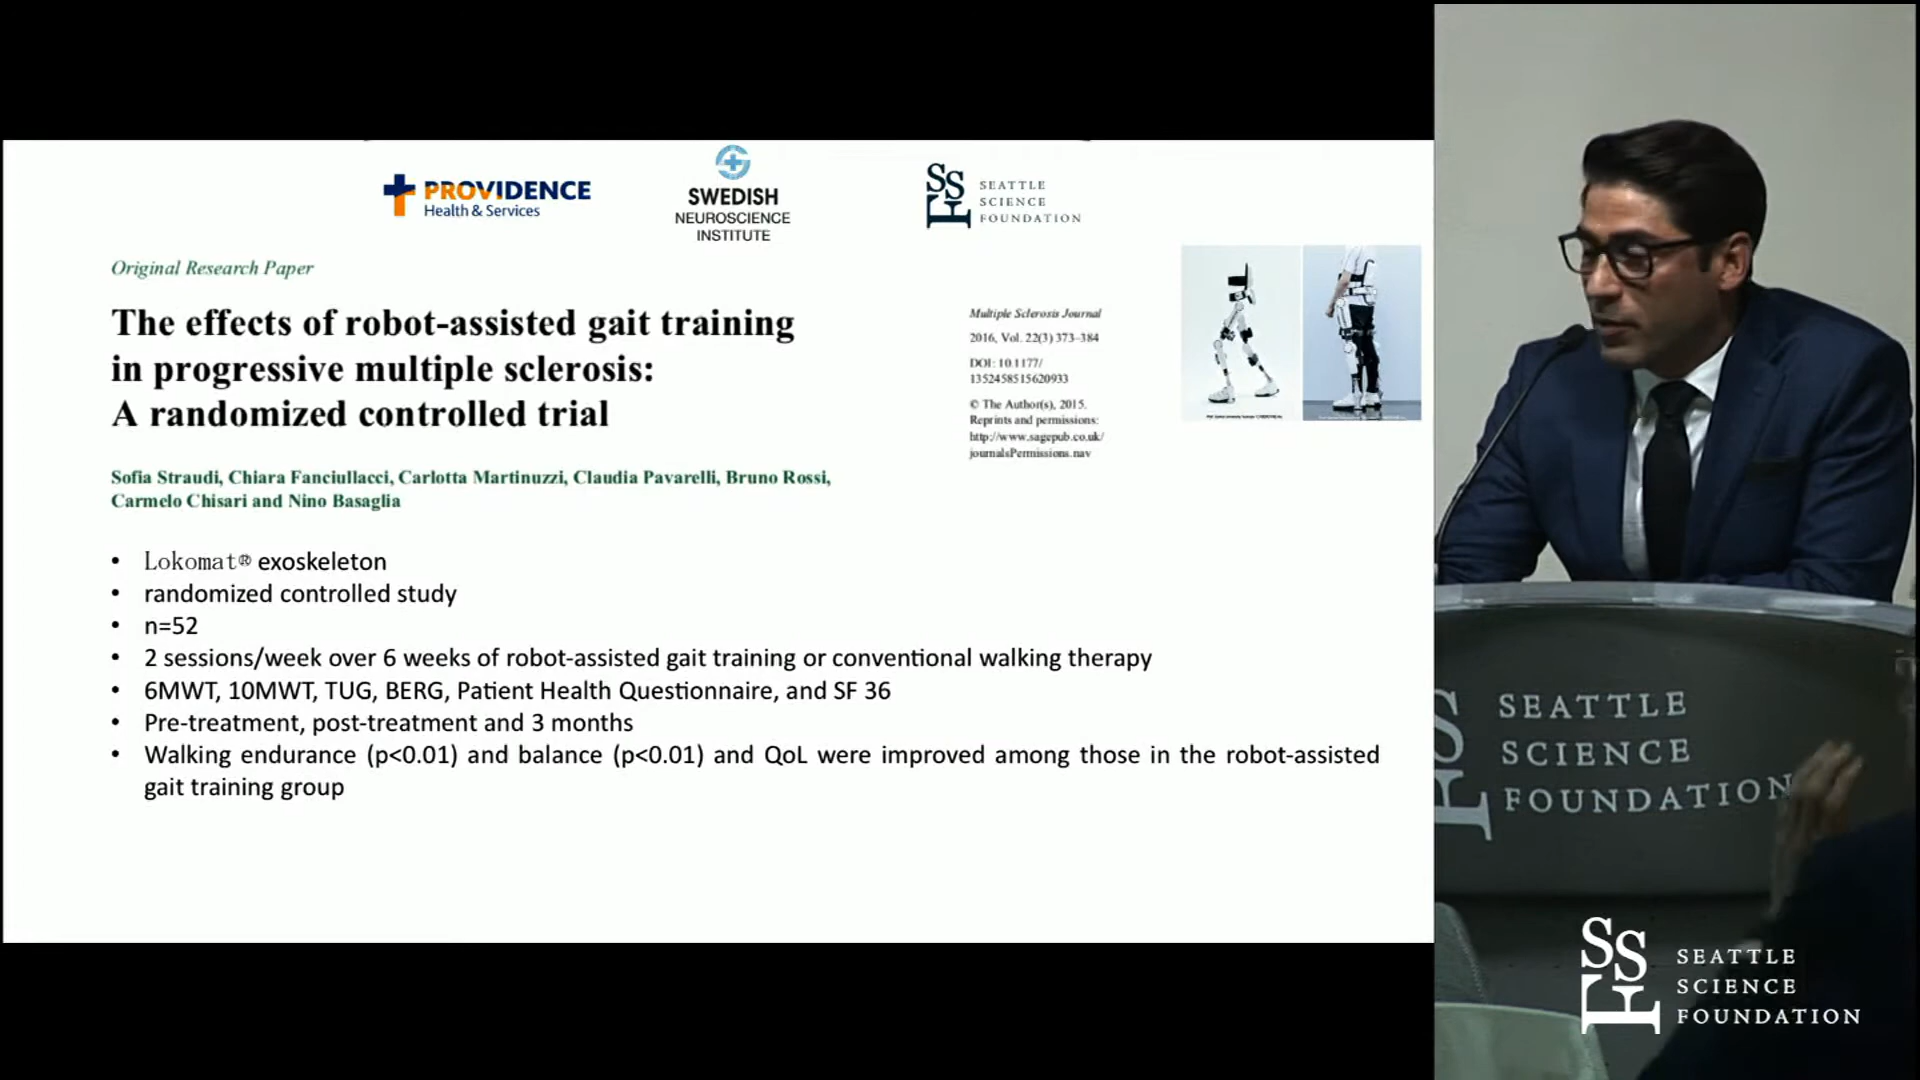 PROVIDENCE
Health & Services
SWEDISH
NEUROSCIENCE
INSTITUTE
SEATTLE
SCIENCE
FOUNDATION
Original Research Paper
The effects of robot-assisted gait training
in progressive multiple sclerosis:
A randomized controlled trial
Sofia Straudi, Chiara Fanciullacci, Carlotta Martinuzzi, Claudia Pavarelli, Bruno Rossi,
Carmelo Chisari and Nino Basaglia
Multiple Sclerosis Journal
2016, Vol. 22(3) 373–384
DOI: 10.1177/
1352458515620933
© The Author(s), 2015.
Reprints and permissions:
http://www.sagepub.co.uk/
journalsPermissions.nav
• Lokomat® exoskeleton
• randomized controlled study
• n=52
• 2 sessions/week over 6 weeks of robot-assisted gait training or conventional walking therapy
• 6MWT, 10MWT, TUG, BERG, Patient Health Questionnaire, and SF 36
• Pre-treatment, post-treatment and 3 months
• Walking endurance (p<0.01) and balance (p<0.01) and QoL were improved among those in the robot-assisted
gait training group
SEATTLE
SCIENCE
FOUNDATION
SSF
SEATTLE
SCIENCE
FOUNDATION